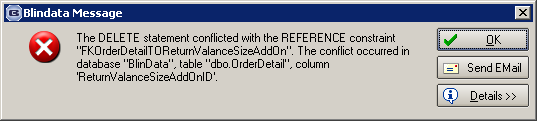 Blindata Message
The DELETE statement conflicted with the REFERENCE constraint
"FKOrderDetailTOReturnValanceSizeAddOn". The conflict occurred in
database "BlinData", table "dbo.OrderDetail", column
'ReturnValanceSizeAddOnID'.
OK
Send EMail
Details >>